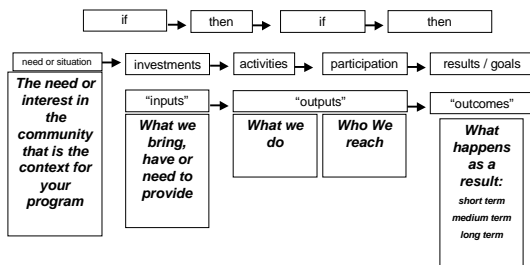 if
then
if
then
need or situation
investments
activities
participation
results / goals
The need or
interest in
the
community
that is the
context for
your
program
"inputs"
"outputs"
"outcomes"
What we
bring,
have or
need to
provide
What we
do
Who We
reach
What
happens
as a
result:
short term
medium term
long term